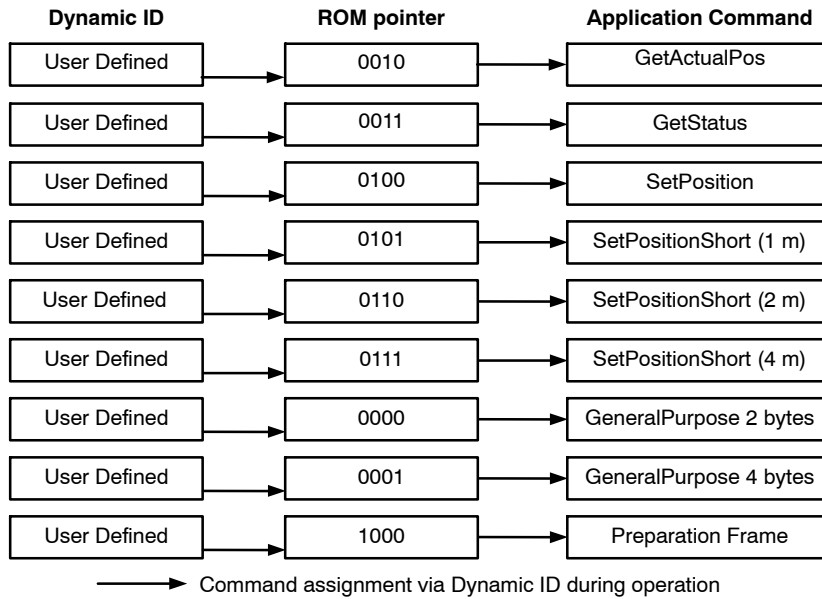 Dynamic ID ROM pointer Application Command
User Defined 0010 GetActualPos
User Defined 0011 GetStatus
User Defined 0100 SetPosition
User Defined 0101 SetPositionShort (1 m)
User Defined 0110 SetPositionShort (2 m)
User Defined 0111 SetPositionShort (4 m)
User Defined 0000 GeneralPurpose 2 bytes
User Defined 0001 GeneralPurpose 4 bytes
User Defined 1000 Preparation Frame
Command assignment via Dynamic ID during operation